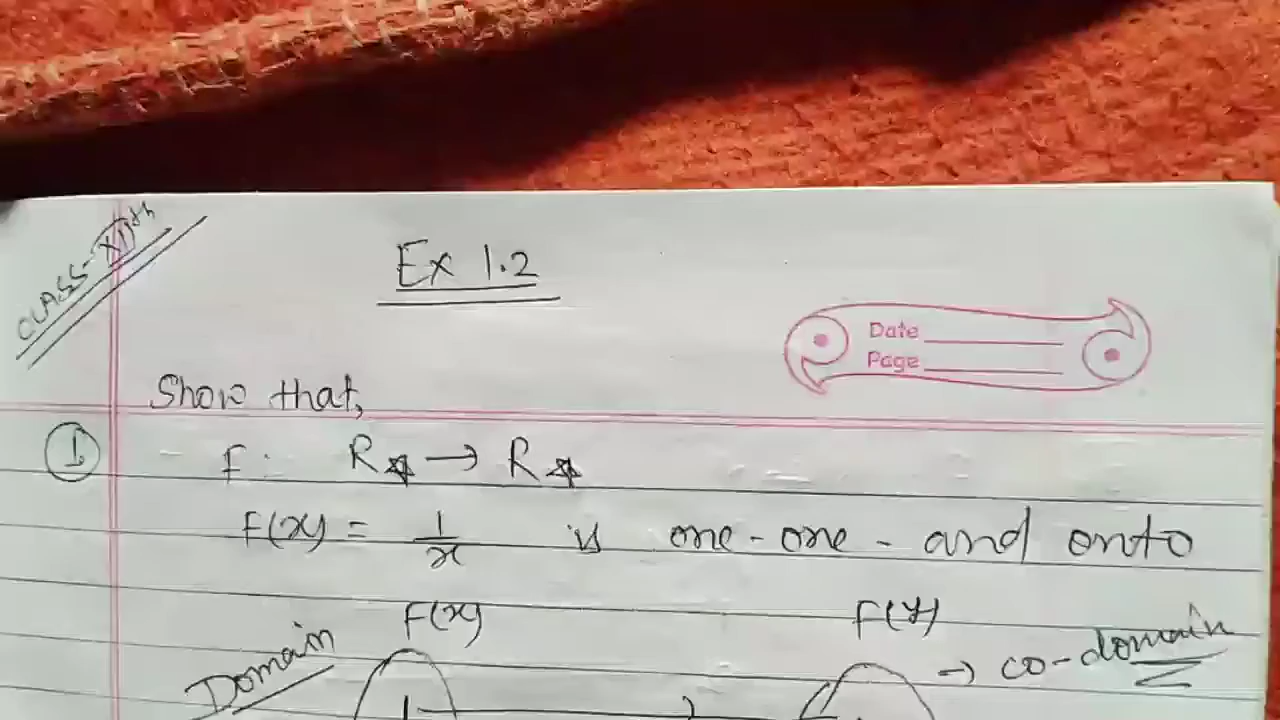 CLASS-XIIth
Ex 1.2
Date
Page
Show that,
① f: R* → R*
F(x) = 1/x is one-one- and onto
F(x) F(y)
Domain → co-domain
1